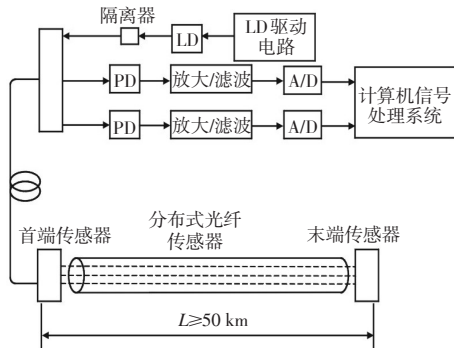 隔离器
LD
LD 驱动
电路
PD
放大/滤波
A/D
计算机信号
处理系统
PD
放大/滤波
A/D
首端传感器
分布式光纤
传感器
末端传感器
L≥50 km